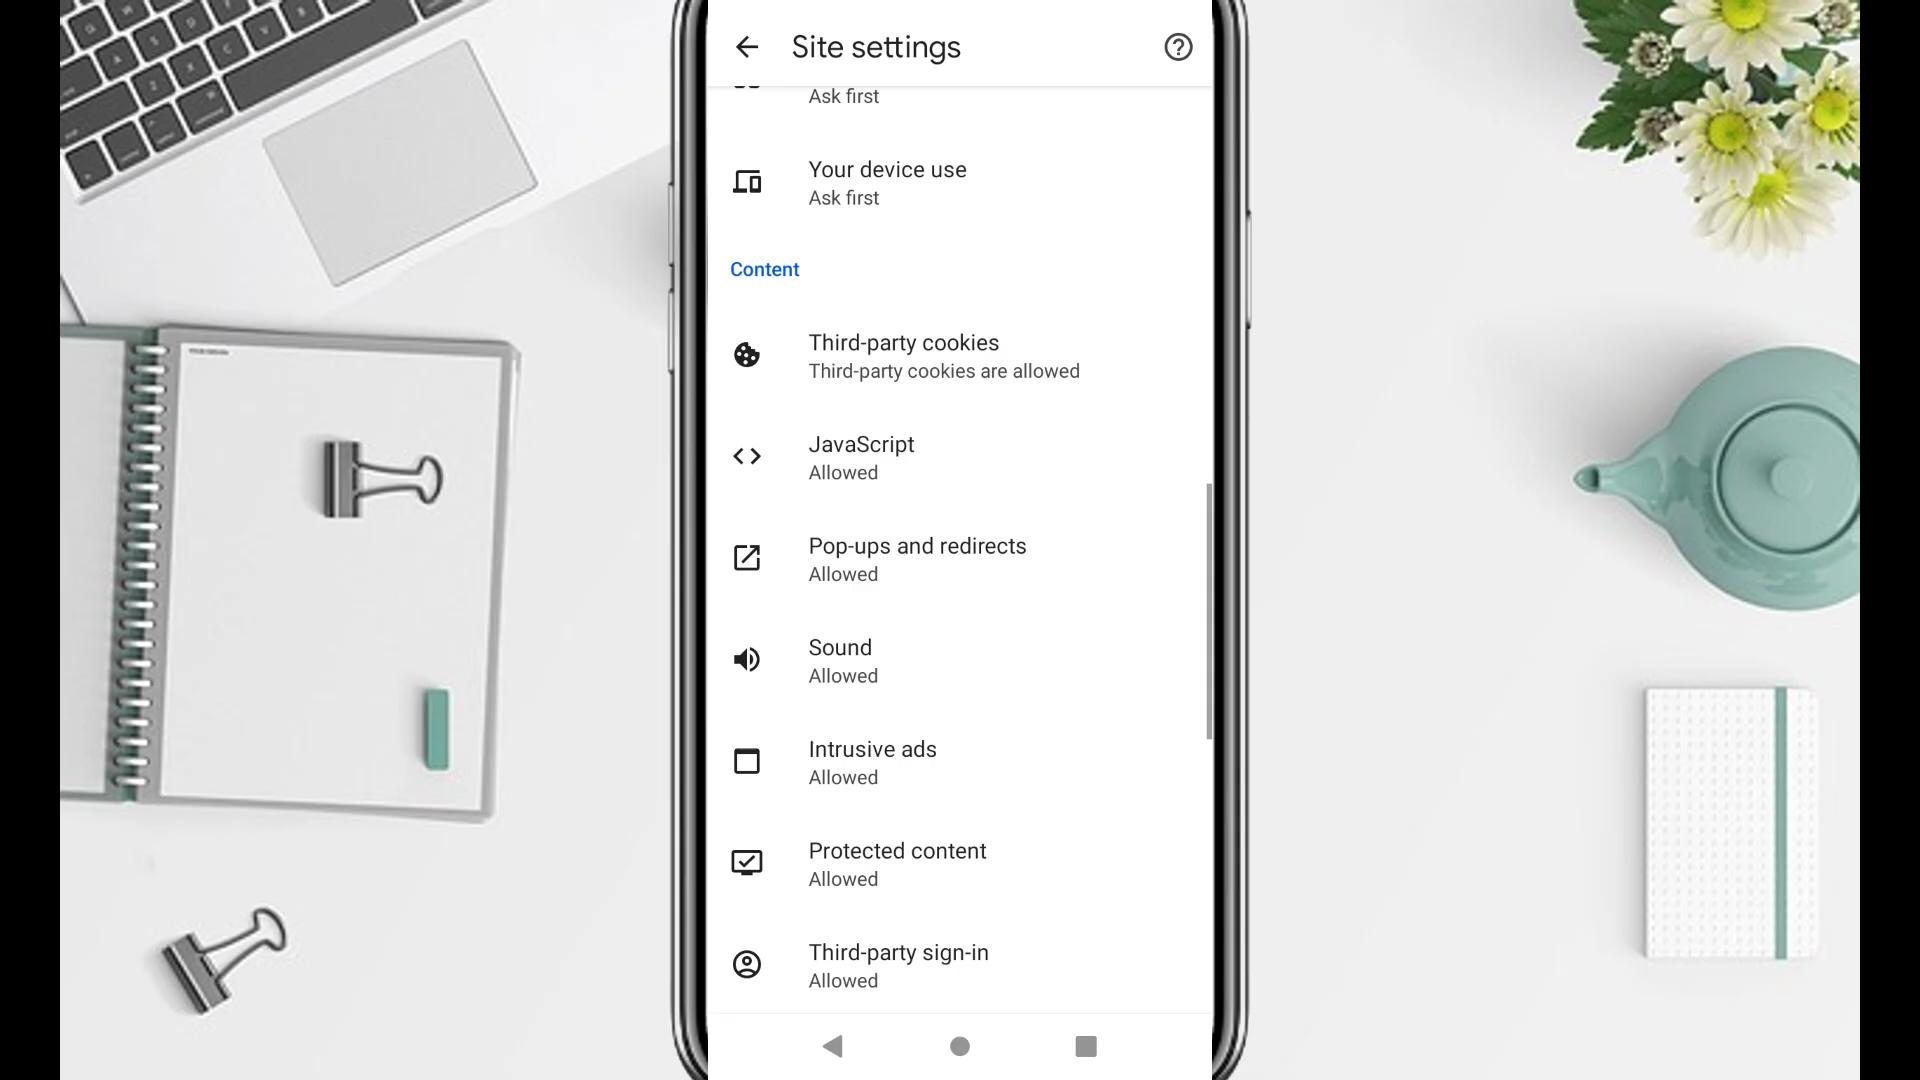 Site settings
Ask first
Your device use
Ask first
Content
Third-party cookies
Third-party cookies are allowed
JavaScript
Allowed
Pop-ups and redirects
Allowed
Sound
Allowed
Intrusive ads
Allowed
Protected content
Allowed
Third-party sign-in
Allowed